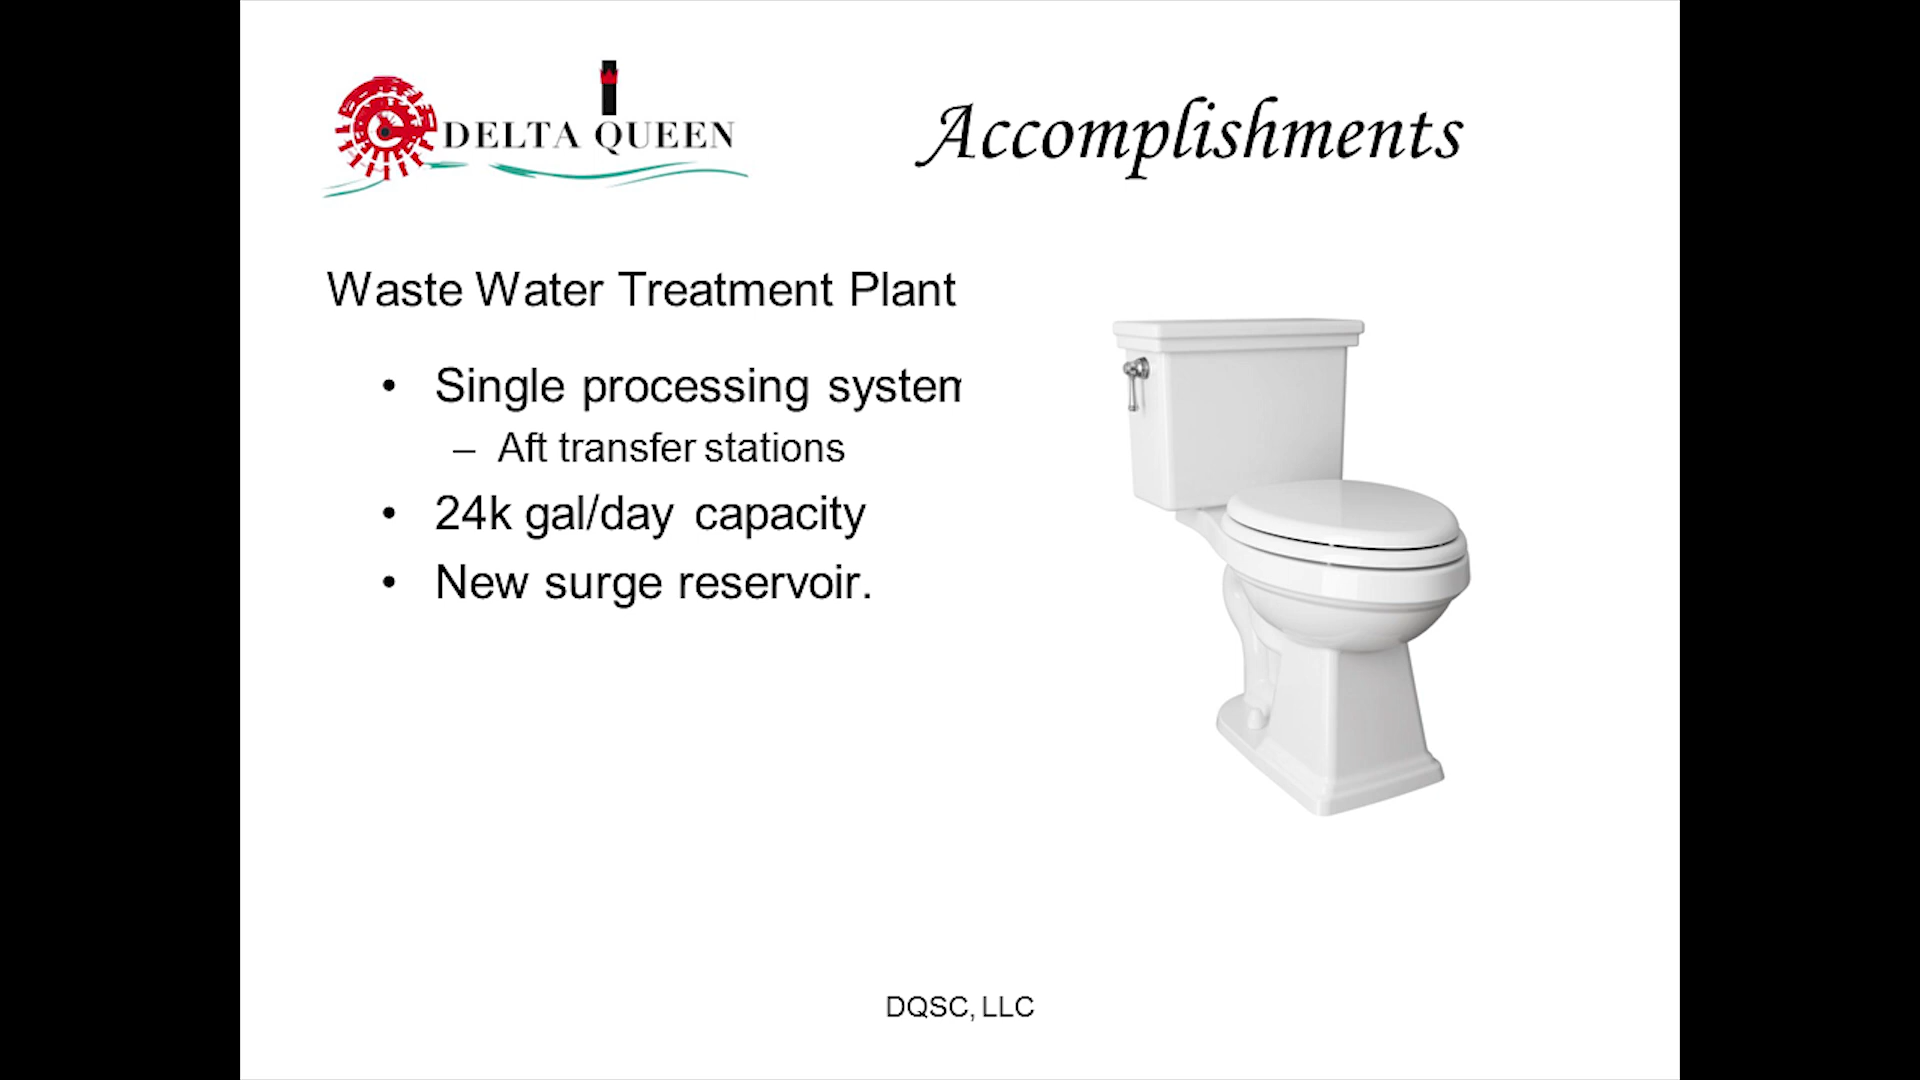 DELTA QUEEN
Accomplishments
Waste Water Treatment Plant
• Single processing system
– Aft transfer stations
• 24k gal/day capacity
• New surge reservoir.
DQSC, LLC